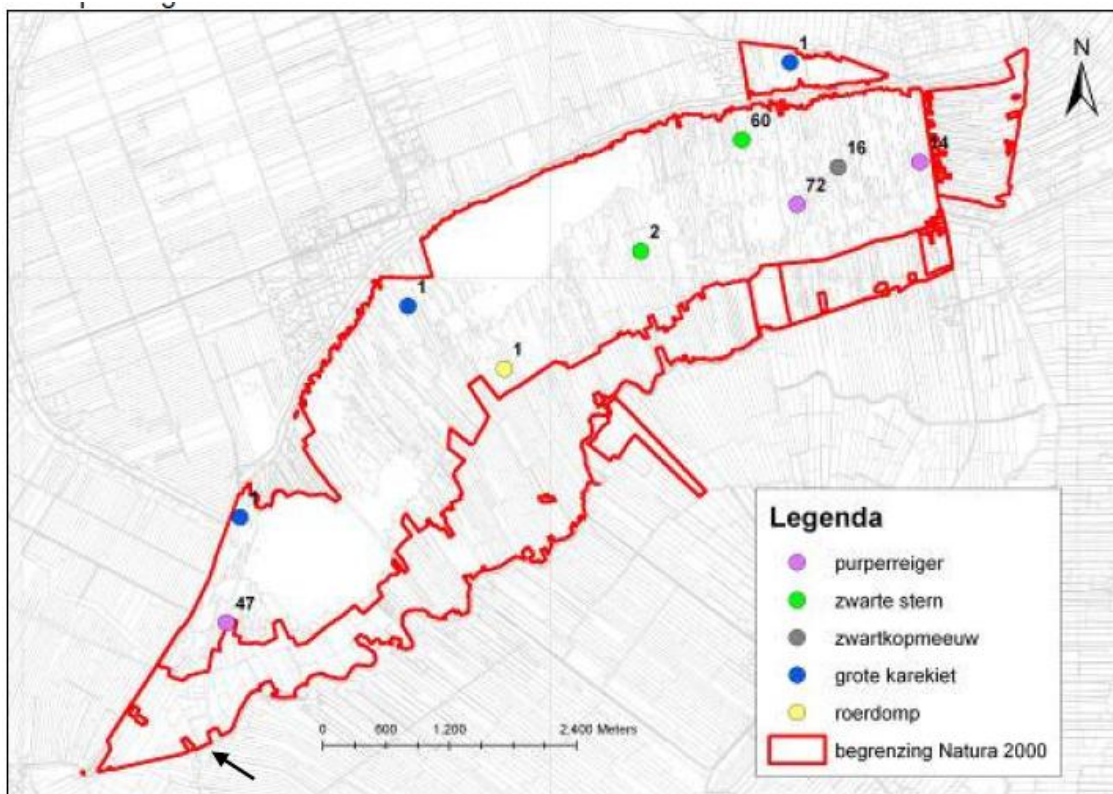 N
1
60
16
72
2
1
1
47
0 600 1.200 2.400 Meters
Legenda
purperreiger
zwarte stern
zwartkopmeeuw
grote karekiet
roerdomp
begrenzing Natura 2000